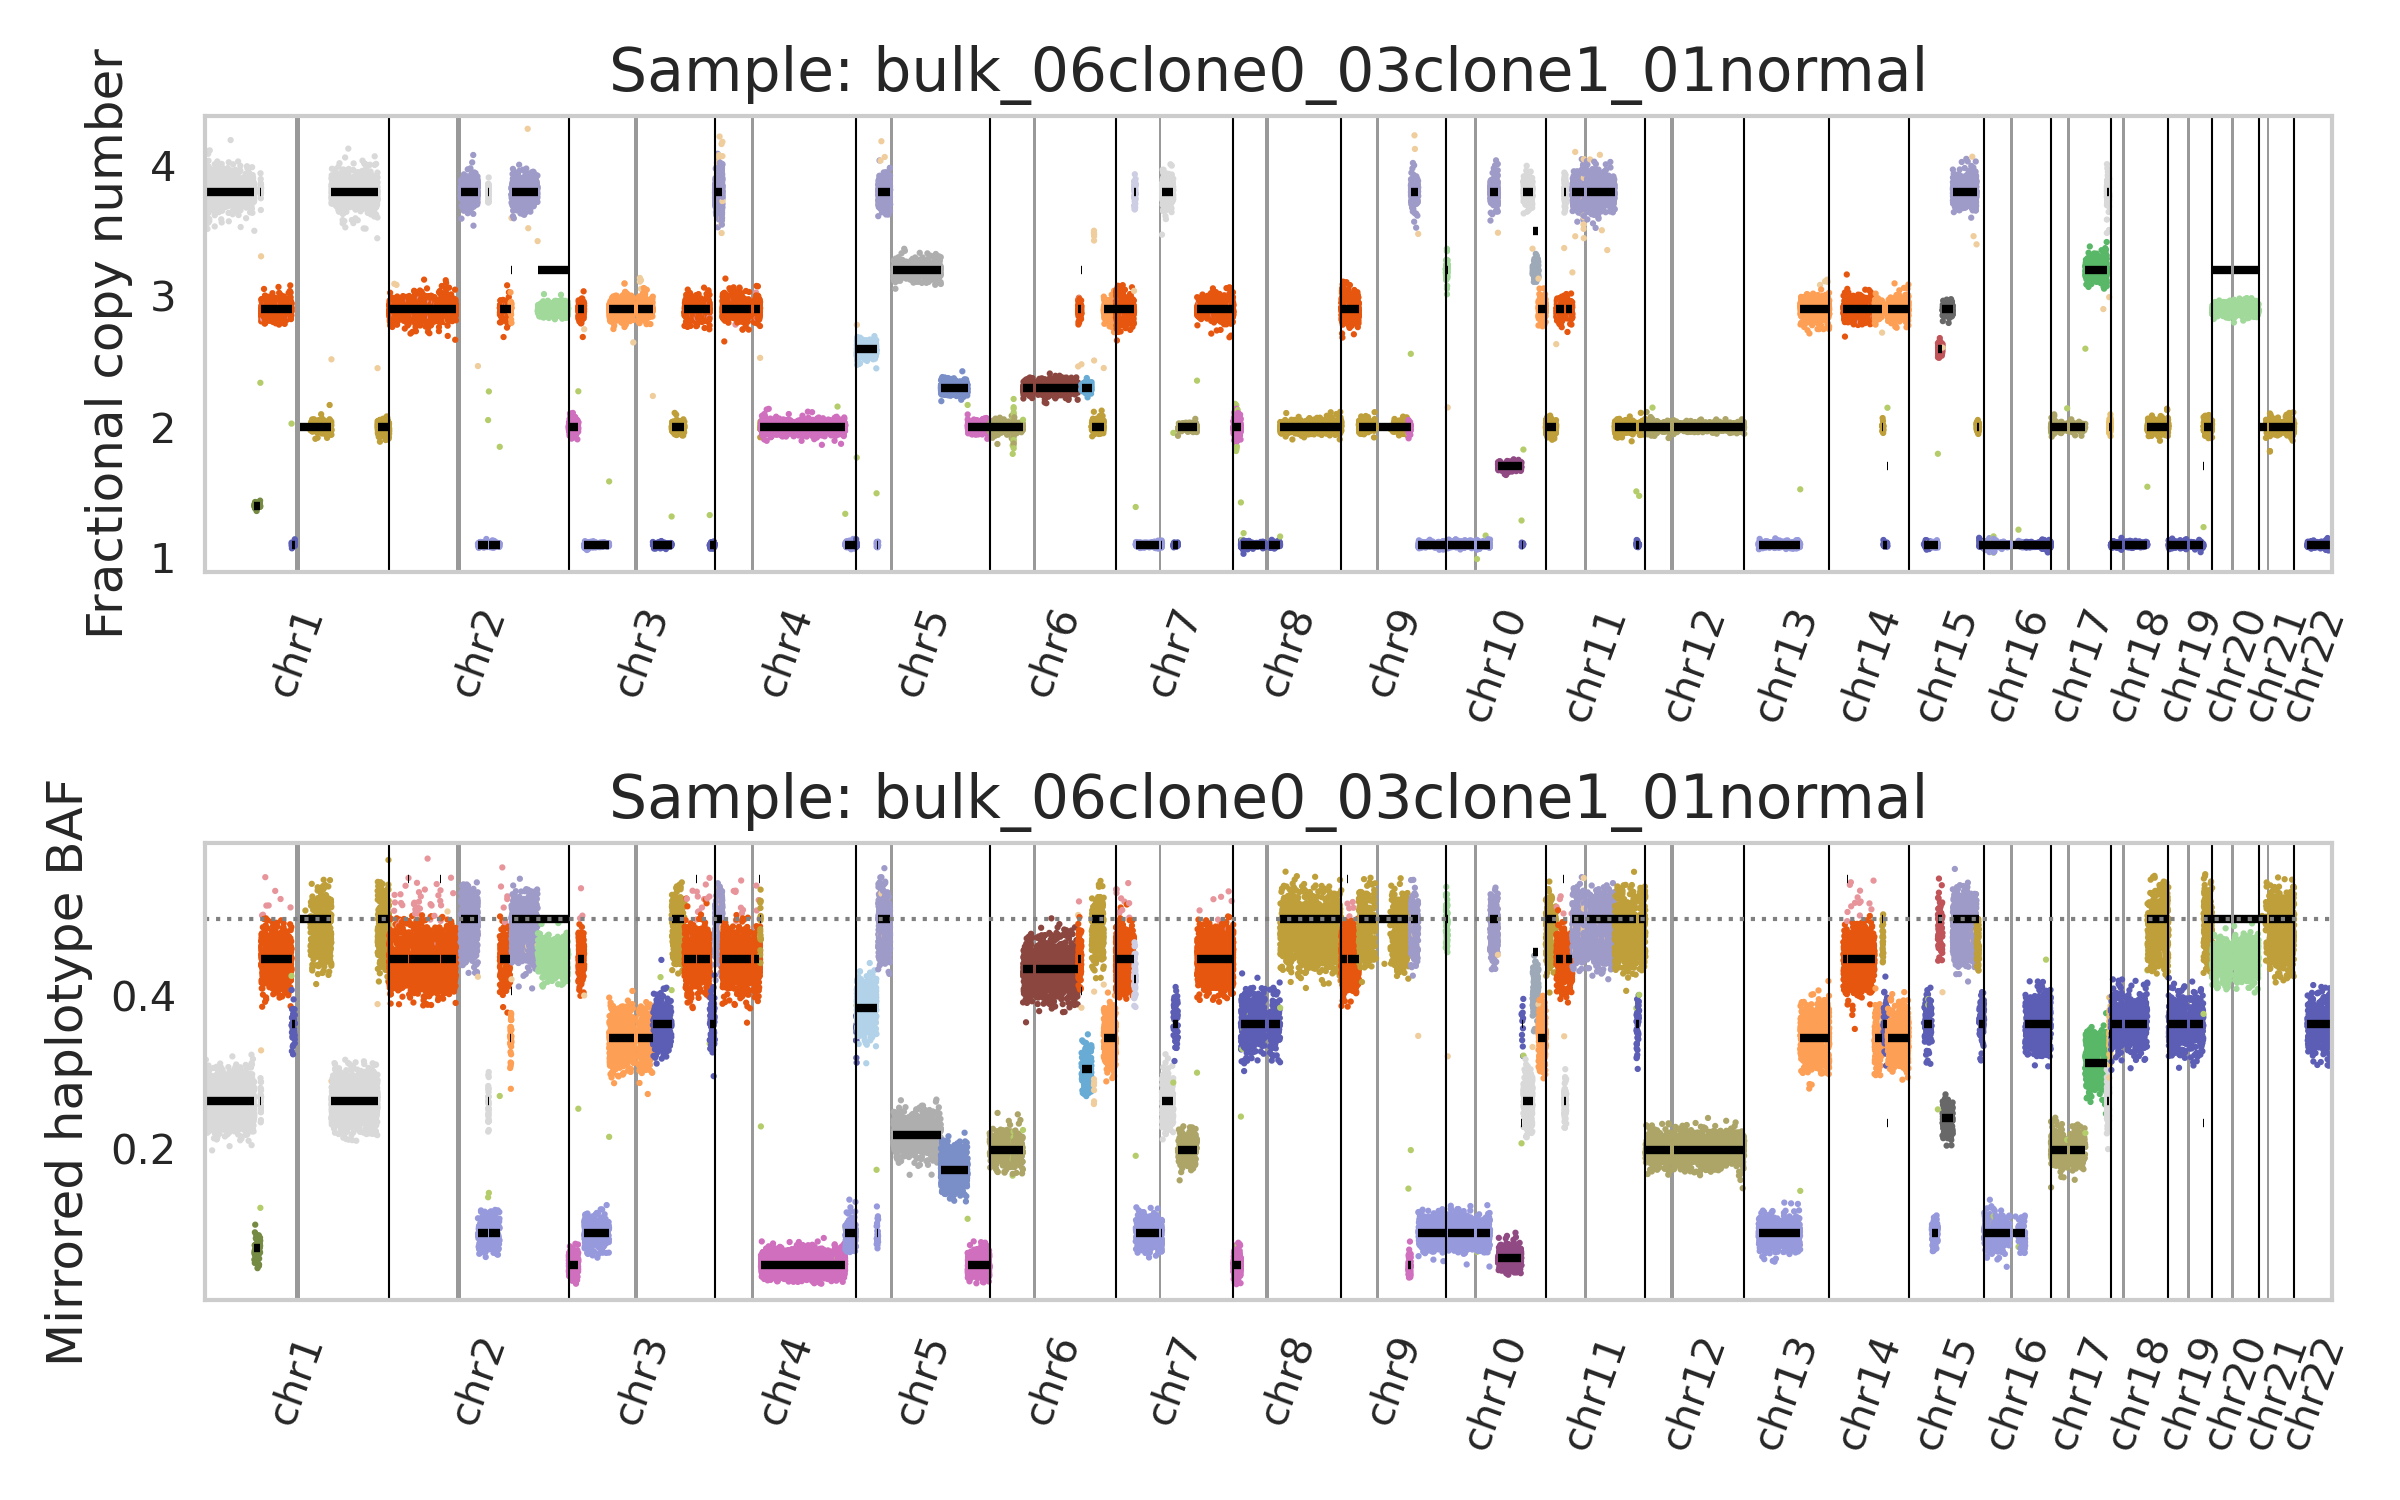 Sample: bulk_06clone0_03clone1_01normal
Fractional copy number
4
3
2
1
chr1 chr2 chr3 chr4 chr5 chr6 chr7 chr8 chr9 chr10 chr11 chr12 chr13 chr14 chr15 chr16 chr17 chr18 chr19 chr20 chr21 chr22
Sample: bulk_06clone0_03clone1_01normal
Mirrored haplotype BAF
0.4
0.2
chr1 chr2 chr3 chr4 chr5 chr6 chr7 chr8 chr9 chr10 chr11 chr12 chr13 chr14 chr15 chr16 chr17 chr18 chr19 chr20 chr21 chr22